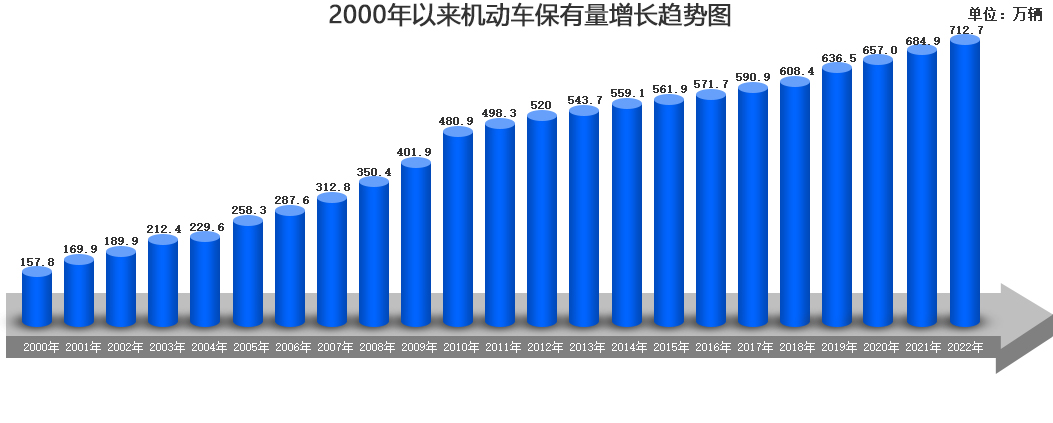 2000年以来机动车保有量增长趋势图
单位：万辆
157.8 169.9 189.9 212.4 229.6 258.3 287.6 312.8 350.4 401.9 480.9 498.3 520 543.7 559.1 561.9 571.7 590.9 608.4 636.5 657.0 684.9 712.7
2000年 2001年 2002年 2003年 2004年 2005年 2006年 2007年 2008年 2009年 2010年 2011年 2012年 2013年 2014年 2015年 2016年 2017年 2018年 2019年 2020年 2021年 2022年